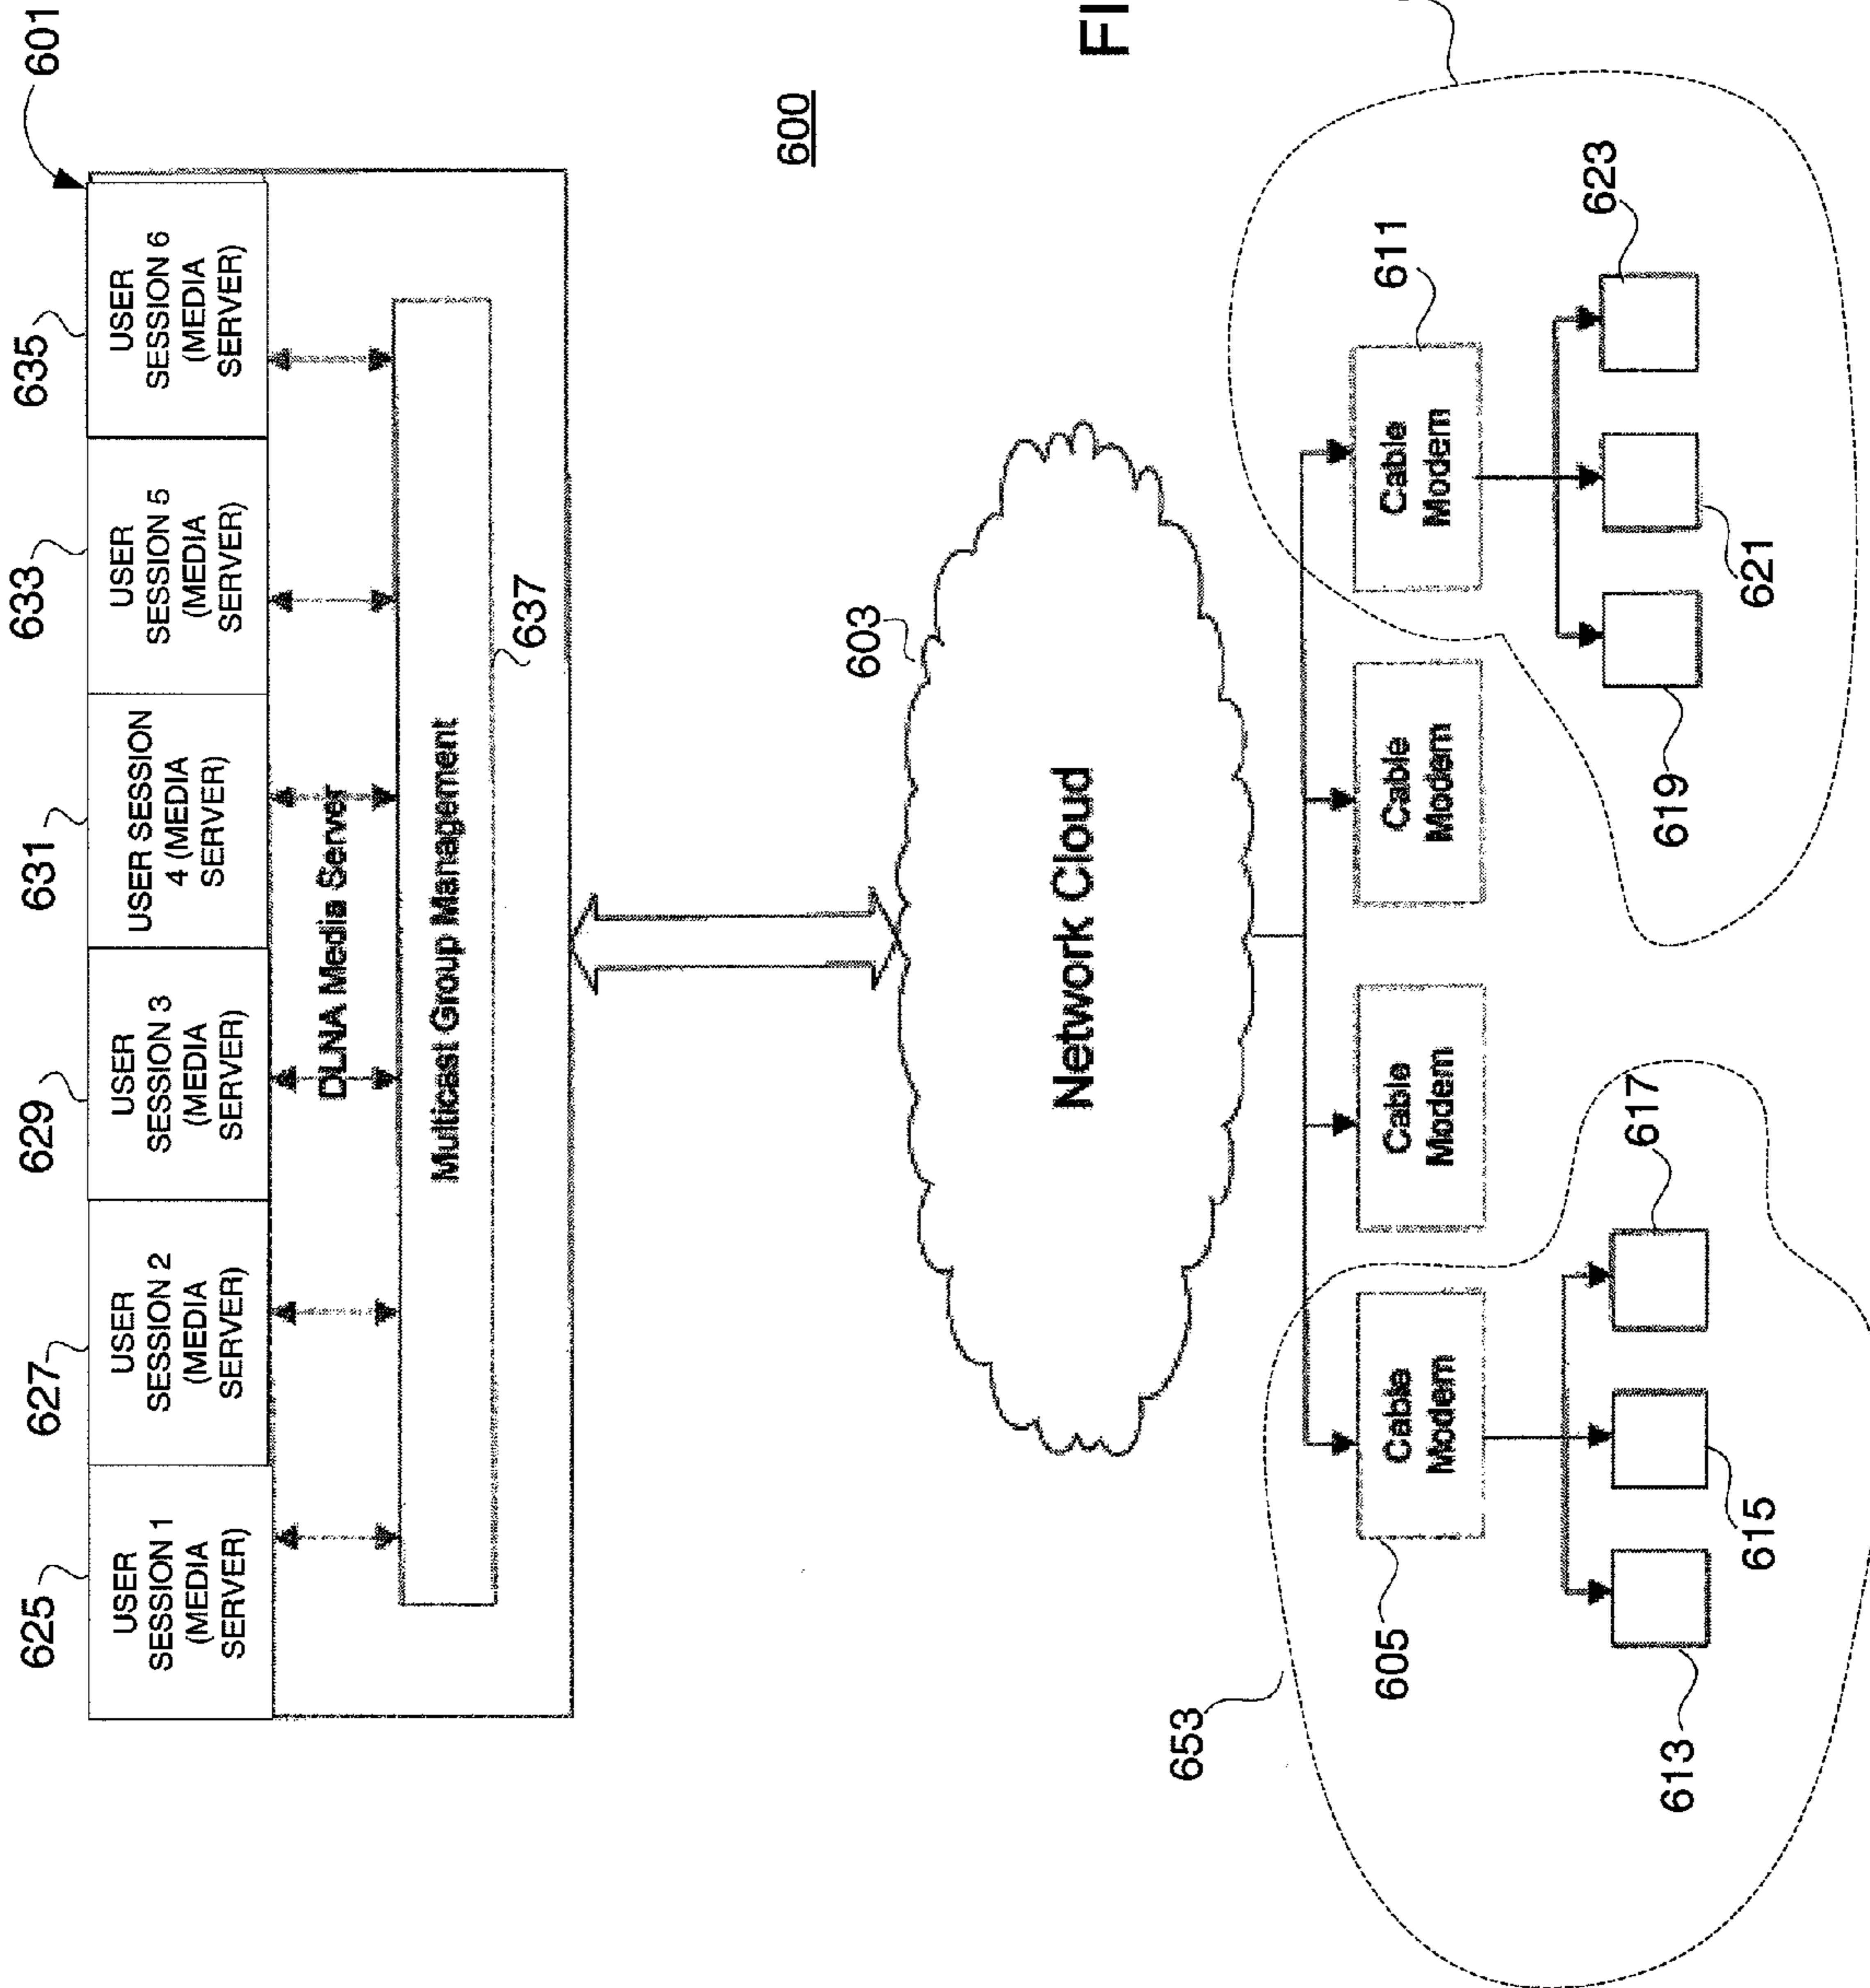 601
625
627
629
631
633
635
USER
SESSION 1
(MEDIA
SERVER)
USER
SESSION 2
(MEDIA
SERVER)
USER
SESSION 3
(MEDIA
SERVER)
USER SESSION
4 (MEDIA
SERVER)
USER
SESSION 5
(MEDIA
SERVER)
USER
SESSION 6
(MEDIA
SERVER)
DLNA Media Server
Multicast Group Management
637
600
603
Network Cloud
FI
653
605
Cable
Modem
Cable
Modem
Cable
Modem
Cable
Modem
611
613
615
617
619
621
623